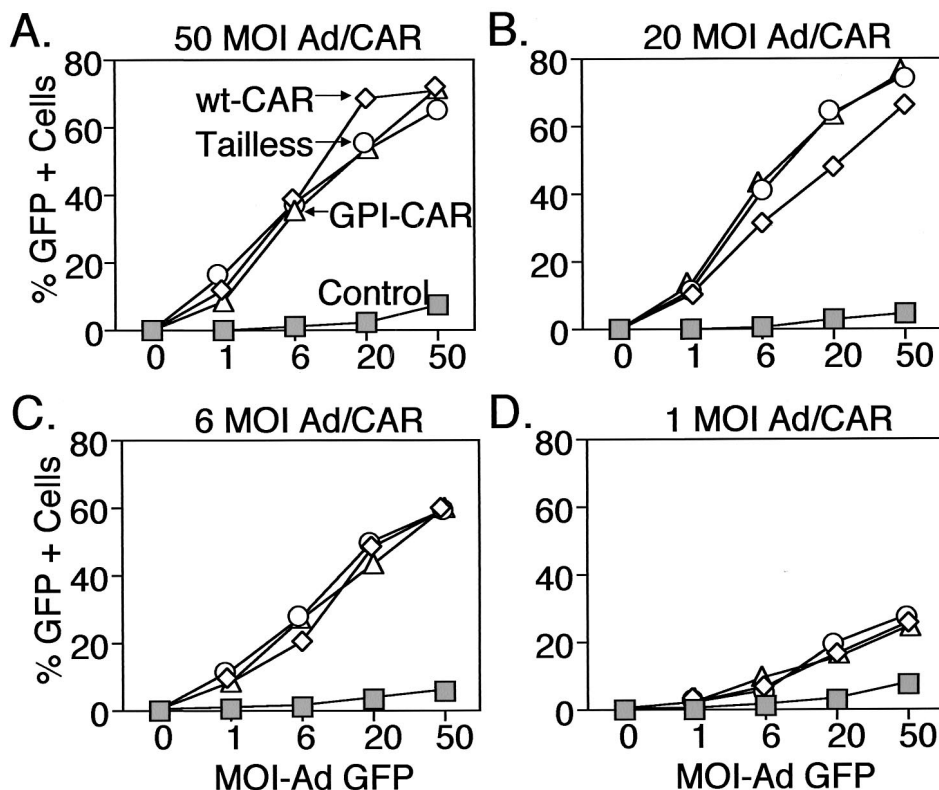 A.
50 MOI Ad/CAR
80
60
40
20
0
% GFP + Cells
wt-CAR
Tailless
GPI-CAR
Control
0 1 6 20 50
B.
20 MOI Ad/CAR
80
60
40
20
0
0 1 6 20 50
C.
6 MOI Ad/CAR
80
60
40
20
0
% GFP + Cells
0 1 6 20 50
MOI-Ad GFP
D.
1 MOI Ad/CAR
80
60
40
20
0
0 1 6 20 50
MOI-Ad GFP